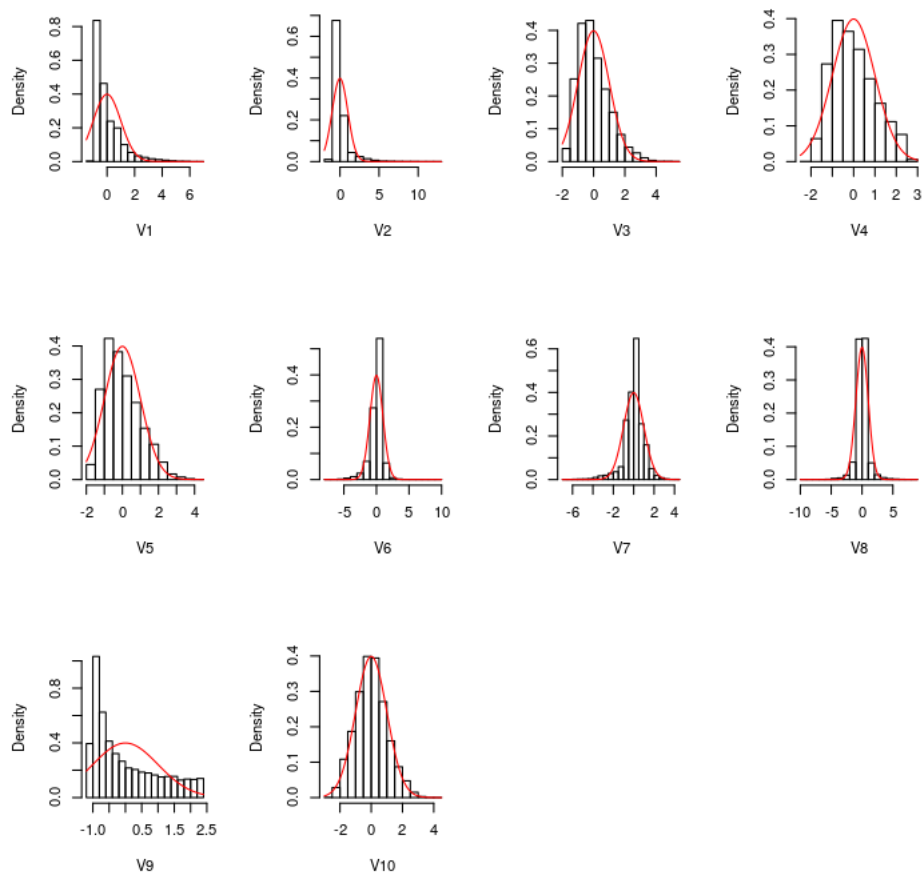 Density 0.0 0.2 0.4 0.6 0.8
0 2 4 6
V1
Density 0.0 0.2 0.4 0.6
0 5 10
V2
Density 0.0 0.1 0.2 0.3 0.4
-2 0 2 4
V3
Density 0.0 0.1 0.2 0.3 0.4
-2 0 1 2 3
V4
Density 0.0 0.1 0.2 0.3 0.4
-2 0 2 4
V5
Density 0.0 0.2 0.4
-5 0 5 10
V6
Density 0.0 0.2 0.4 0.6
-6 -2 2 4
V7
Density 0.0 0.1 0.2 0.3 0.4
-10 -5 0 5
V8
Density 0.0 0.4 0.8
-1.0 0.5 1.5 2.5
V9
Density 0.0 0.1 0.2 0.3 0.4
-2 0 2 4
V10